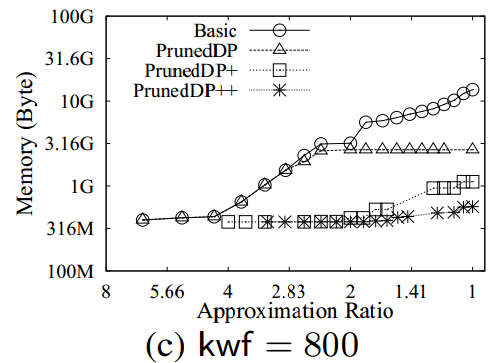 100G
31.6G
10G
3.16G
1G
316M
100M
Memory (Byte)
Basic
PrunedDP
PrunedDP+
PrunedDP++
8 5.66 4 2.83 2 1.41 1
Approximation Ratio
(c) kwf = 800